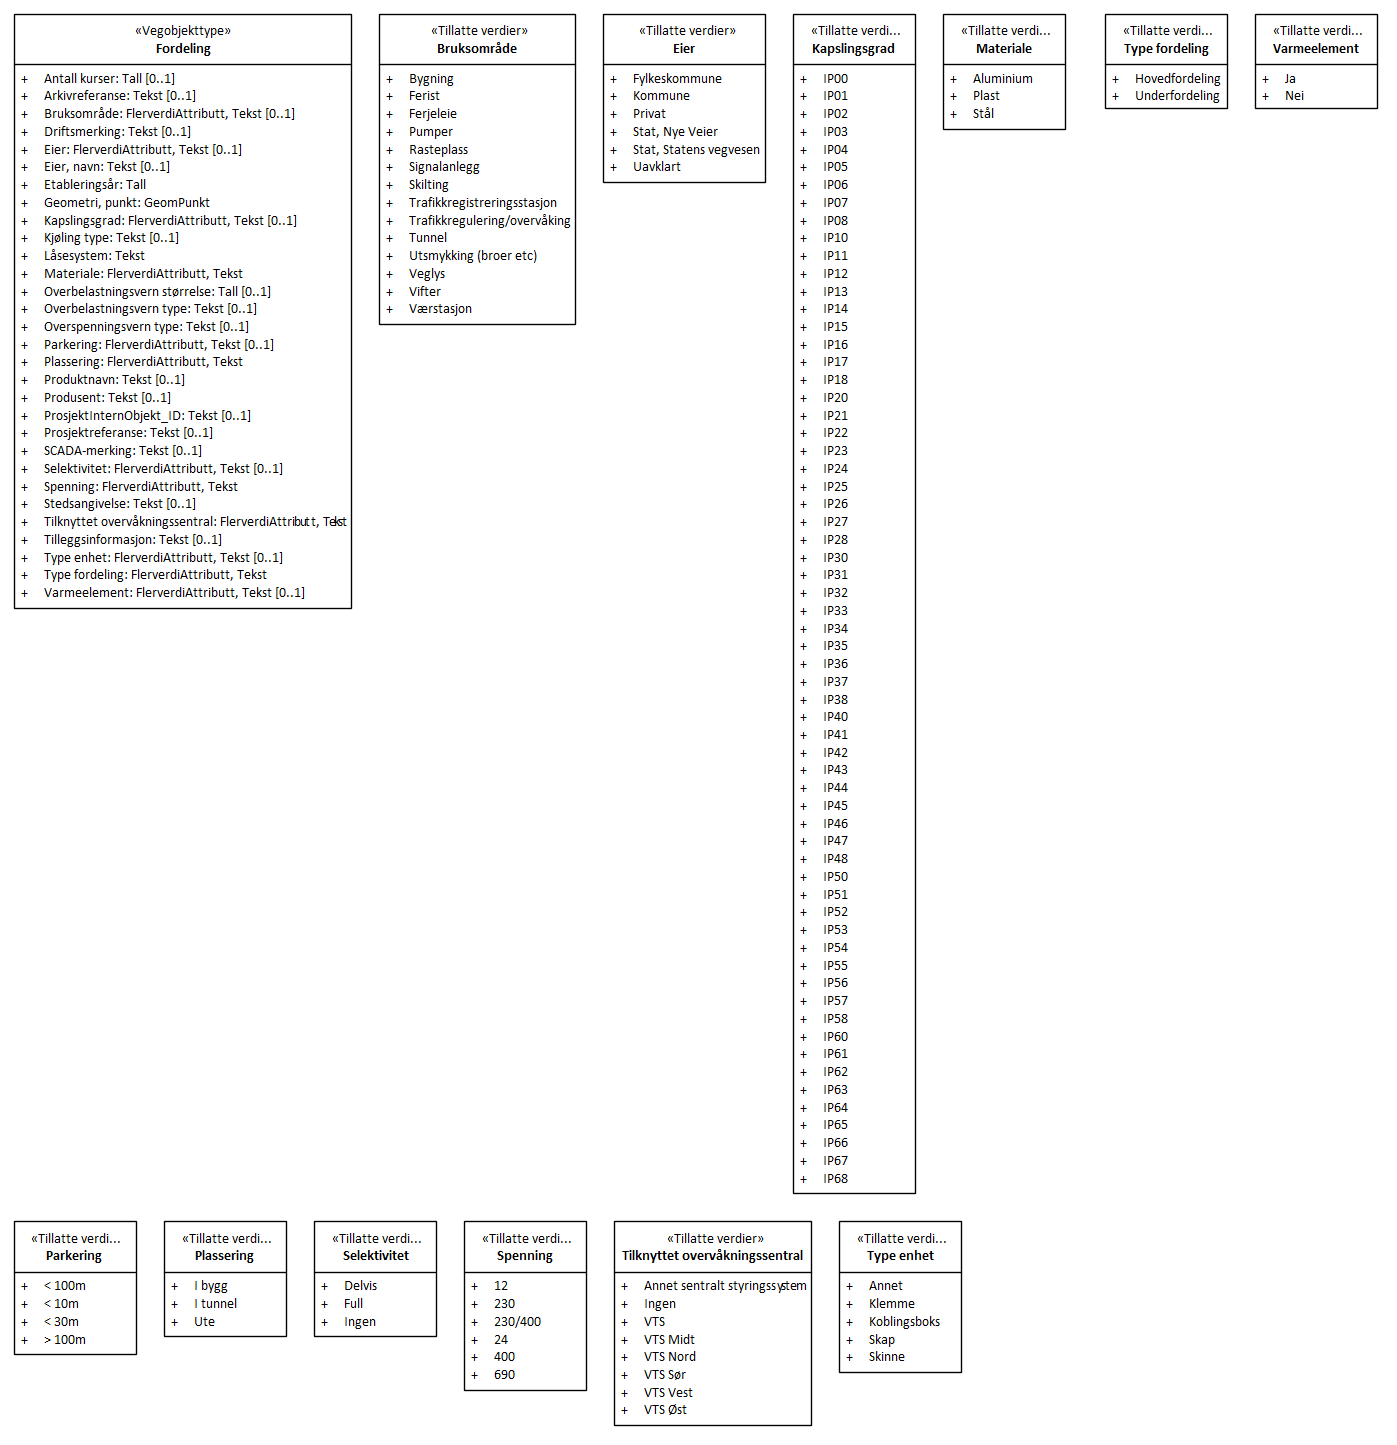 «Vegobjekttype»
Fordeling
+ Antall kurser: Tall [0..1]
+ Arkivreferanse: Tekst [0..1]
+ Bruksområde: FlerverdiAttributt, Tekst [0..1]
+ Driftsmerking: Tekst [0..1]
+ Eier: FlerverdiAttributt, Tekst [0..1]
+ Eier, navn: Tekst [0..1]
+ Etableringsår: Tall
+ Geometri, punkt: GeomPunkt
+ Kapslingsgrad: FlerverdiAttributt, Tekst [0..1]
+ Kjøling type: Tekst [0..1]
+ Låsesystem: Tekst
+ Materiale: FlerverdiAttributt, Tekst
+ Overbelastningsvern størrelse: Tall [0..1]
+ Overbelastningsvern type: Tekst [0..1]
+ Overspenningsvern type: Tekst [0..1]
+ Parkering: FlerverdiAttributt, Tekst [0..1]
+ Plassering: FlerverdiAttributt, Tekst
+ Produktnavn: Tekst [0..1]
+ Produsent: Tekst [0..1]
+ ProsjektInternObjekt_ID: Tekst [0..1]
+ Prosjektreferanse: Tekst [0..1]
+ SCADA-merking: Tekst [0..1]
+ Selektivitet: FlerverdiAttributt, Tekst [0..1]
+ Spenning: FlerverdiAttributt, Tekst
+ Stedsangivelse: Tekst [0..1]
+ Tilknyttet overvåkningssentral: FlerverdiAttributt, Tekst
+ Tilleggsinformasjon: Tekst [0..1]
+ Type enhet: FlerverdiAttributt, Tekst [0..1]
+ Type fordeling: FlerverdiAttributt, Tekst
+ Varmeelement: FlerverdiAttributt, Tekst [0..1]
«Tillatte verdier»
Bruksområde
+ Bygning
+ Ferist
+ Ferjeleie
+ Pumper
+ Rasteplass
+ Signalanlegg
+ Skilting
+ Trafikkregistreringsstasjon
+ Trafikkregulering/overvåking
+ Tunnel
+ Utsmykking (broer etc)
+ Veglys
+ Vifter
+ Værstasjon
«Tillatte verdier»
Eier
+ Fylkeskommune
+ Kommune
+ Privat
+ Stat, Nye Veier
+ Stat, Statens vegvesen
+ Uavklart
«Tillatte verdi...
Kapslingsgrad
+ IP00
+ IP01
+ IP02
+ IP03
+ IP04
+ IP05
+ IP06
+ IP07
+ IP08
+ IP10
+ IP11
+ IP12
+ IP13
+ IP14
+ IP15
+ IP16
+ IP17
+ IP18
+ IP20
+ IP21
+ IP22
+ IP23
+ IP24
+ IP25
+ IP26
+ IP27
+ IP28
+ IP30
+ IP31
+ IP32
+ IP33
+ IP34
+ IP35
+ IP36
+ IP37
+ IP38
+ IP40
+ IP41
+ IP42
+ IP43
+ IP44
+ IP45
+ IP46
+ IP47
+ IP48
+ IP50
+ IP51
+ IP52
+ IP53
+ IP54
+ IP55
+ IP56
+ IP57
+ IP58
+ IP60
+ IP61
+ IP62
+ IP63
+ IP64
+ IP65
+ IP66
+ IP67
+ IP68
«Tillatte verdi...
Materiale
+ Aluminium
+ Plast
+ Stål
«Tillatte verdi...
Type fordeling
+ Hovedfordeling
+ Underfordeling
«Tillatte verdi...
Varmeelement
+ Ja
+ Nei
«Tillatte verdi...
Parkering
+ < 100m
+ < 10m
+ < 30m
+ > 100m
«Tillatte verdi...
Plassering
+ I bygg
+ I tunnel
+ Ute
«Tillatte verdi...
Selektivitet
+ Delvis
+ Full
+ Ingen
«Tillatte verdi...
Spenning
+ 12
+ 230
+ 230/400
+ 24
+ 400
+ 690
«Tillatte verdier»
Tilknyttet overvåkningssentral
+ Annet sentralt styringssystem
+ Ingen
+ VTS
+ VTS Midt
+ VTS Nord
+ VTS Sør
+ VTS Vest
+ VTS Øst
«Tillatte verdi...
Type enhet
+ Annet
+ Klemme
+ Koblingsboks
+ Skap
+ Skinne